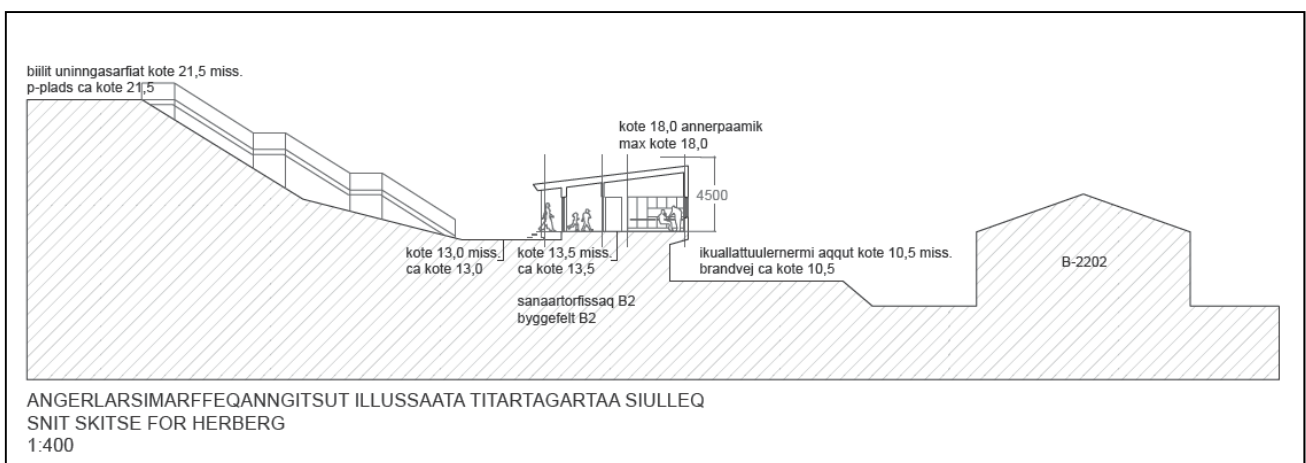 biilit uninngasarfiat kote 21,5 miss.
p-plads ca kote 21,5
kote 18,0 annerpaamik
max kote 18,0
4500
kote 13,0 miss.
ca kote 13,0
kote 13,5 miss.
ca kote 13,5
ikuallattuulernermi aqqut kote 10,5 miss.
brandvej ca kote 10,5
B-2202
sanaartorfissaq B2
byggefelt B2
ANGERLARSIMARFFEQANNGITSUT ILLUSSAATA TITARTAGARTAA SIULLEQ
SNIT SKITSE FOR HERBERG
1:400